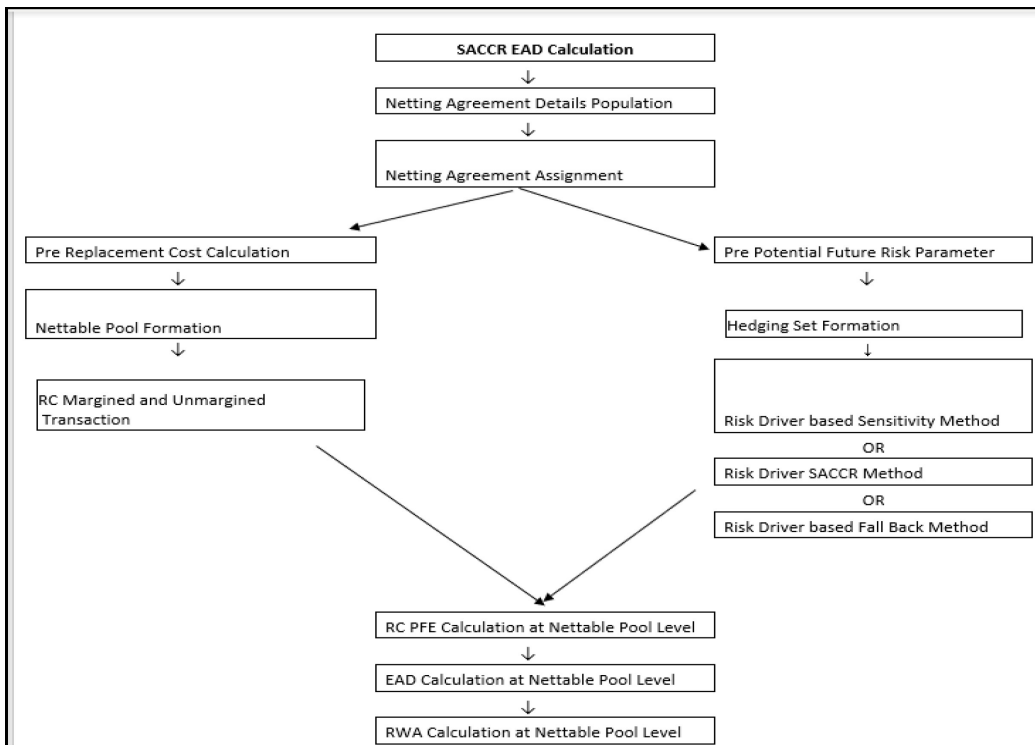 SACCR EAD Calculation
Netting Agreement Details Population
Netting Agreement Assignment
Pre Replacement Cost Calculation
Nettable Pool Formation
RC Margined and Unmargined
Transaction
Pre Potential Future Risk Parameter
Hedging Set Formation
Risk Driver based Sensitivity Method
OR
Risk Driver SACCR Method
OR
Risk Driver based Fall Back Method
RC PFE Calculation at Nettable Pool Level
EAD Calculation at Nettable Pool Level
RWA Calculation at Nettable Pool Level